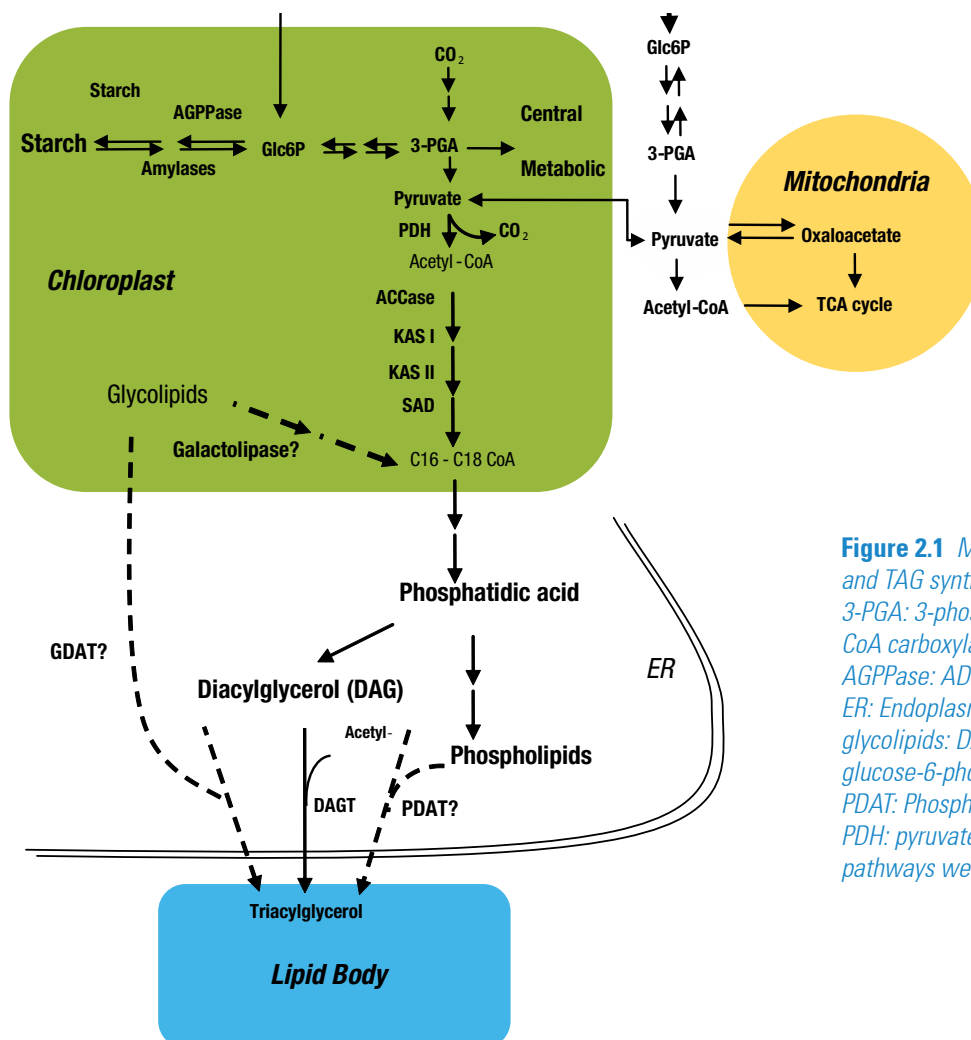 Glc6P
CO2
Starch
Central
AGPPase
Starch
Glc6P
3-PGA
3-PGA
Amylases
Metabolic
Mitochondria
Pyruvate
PDH
CO2
Pyruvate
Oxaloacetate
Acetyl-CoA
Chloroplast
ACCase
Acetyl-CoA
TCA cycle
KAS I
KAS II
Glycolipids
SAD
Galactolipase?
C16 - C18 CoA
Phosphatidic acid
GDAT?
ER
Diacylglycerol (DAG)
Acetyl-
Phospholipids
DAGT
PDAT?
Triacylglycerol
Lipid Body
Figure 2.1 M
and TAG synt
3-PGA: 3-phos
CoA carboxyla
AGPPase: AD
ER: Endoplasr
glycolipids: D
glucose-6-pho
PDAT: Phosph
PDH: pyruvate
pathways we